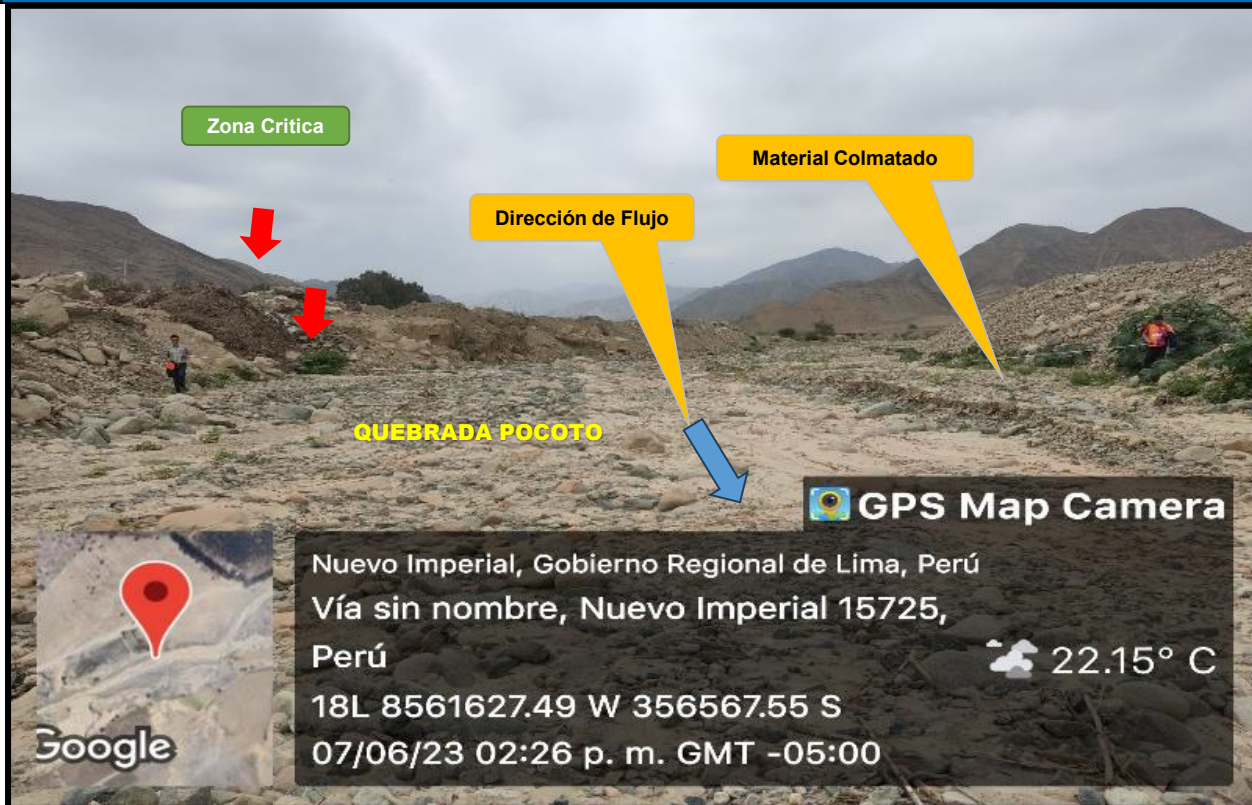 Zona Critica
Material Colmatado
Dirección de Flujo
QUEBRADA POCOTO
GPS Map Camera
Nuevo Imperial, Gobierno Regional de Lima, Perú
Vía sin nombre, Nuevo Imperial 15725,
Perú
22.15° C
18L 8561627.49 W 356567.55 S
07/06/23 02:26 p. m. GMT -05:00
Google